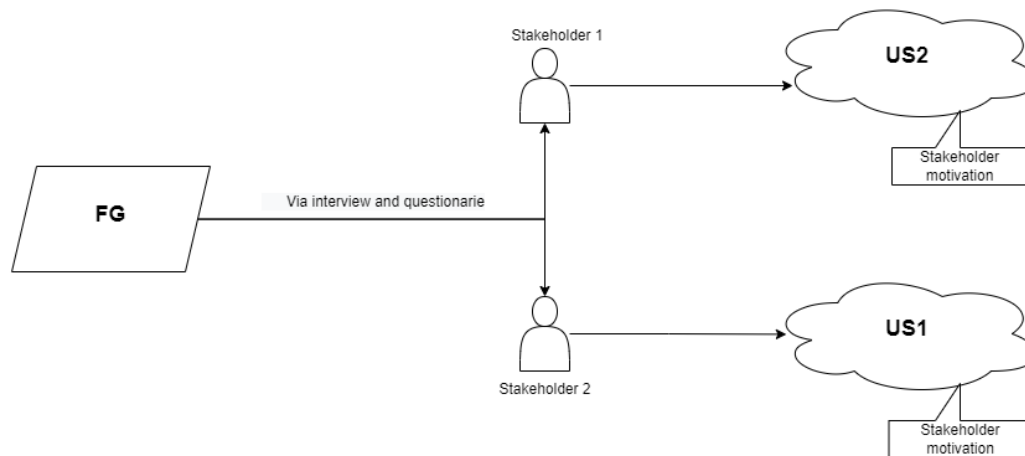 Stakeholder 1
US2
Stakeholder
motivation
FG
Via interview and questionarie
US1
Stakeholder 2
Stakeholder
motivation